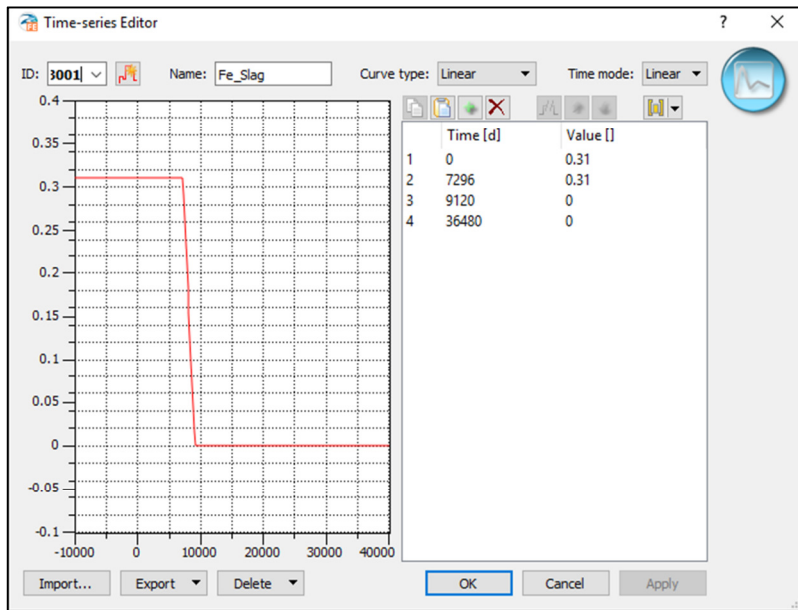 Time-series Editor
? ×
ID: 3001 Name: Fe_Slag Curve type: Linear Time mode: Linear
Time [d] Value []
1 0 0.31
2 7296 0.31
3 9120 0
4 36480 0
0.4
0.35
0.3
0.25
0.2
0.15
0.1
0.05
0
-0.05
-0.1
-10000 0 10000 20000 30000 40000
Import... Export Delete OK Cancel Apply